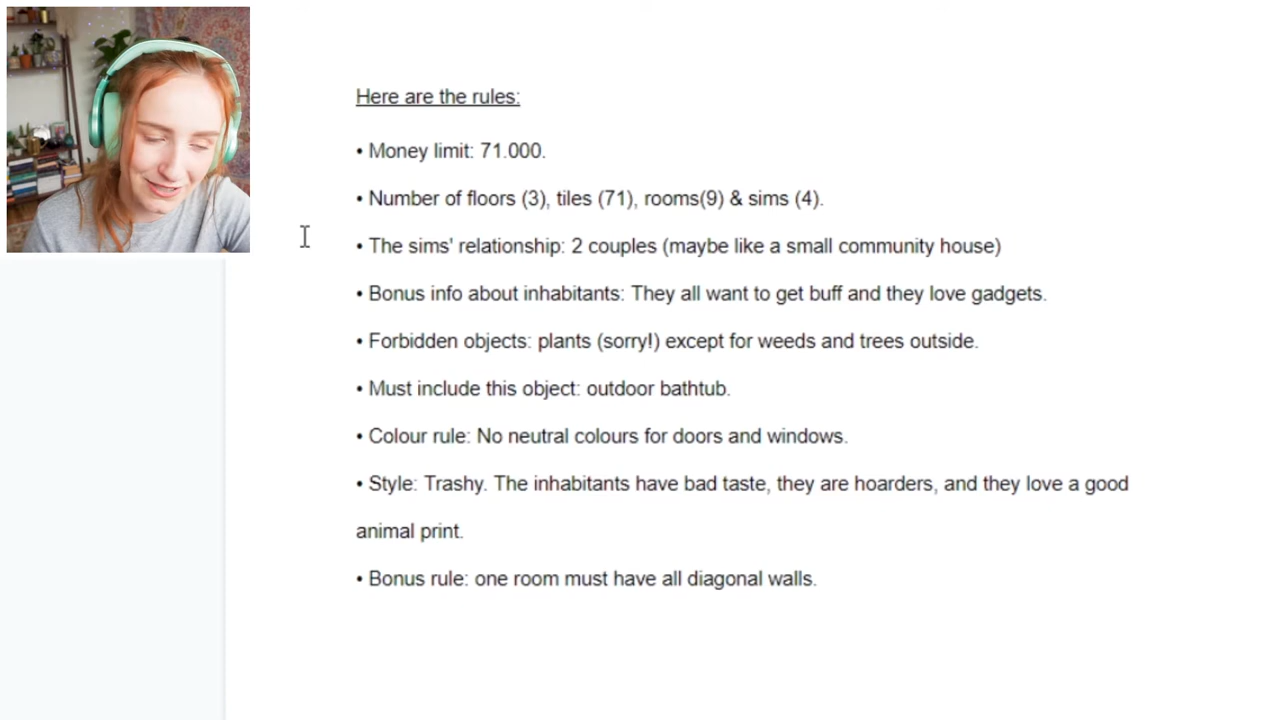 Here are the rules:
• Money limit: 71.000.
• Number of floors (3), tiles (71), rooms(9) & sims (4).
• The sims' relationship: 2 couples (maybe like a small community house)
• Bonus info about inhabitants: They all want to get buff and they love gadgets.
• Forbidden objects: plants (sorry!) except for weeds and trees outside.
• Must include this object: outdoor bathtub.
• Colour rule: No neutral colours for doors and windows.
• Style: Trashy. The inhabitants have bad taste, they are hoarders, and they love a good
animal print.
• Bonus rule: one room must have all diagonal walls.